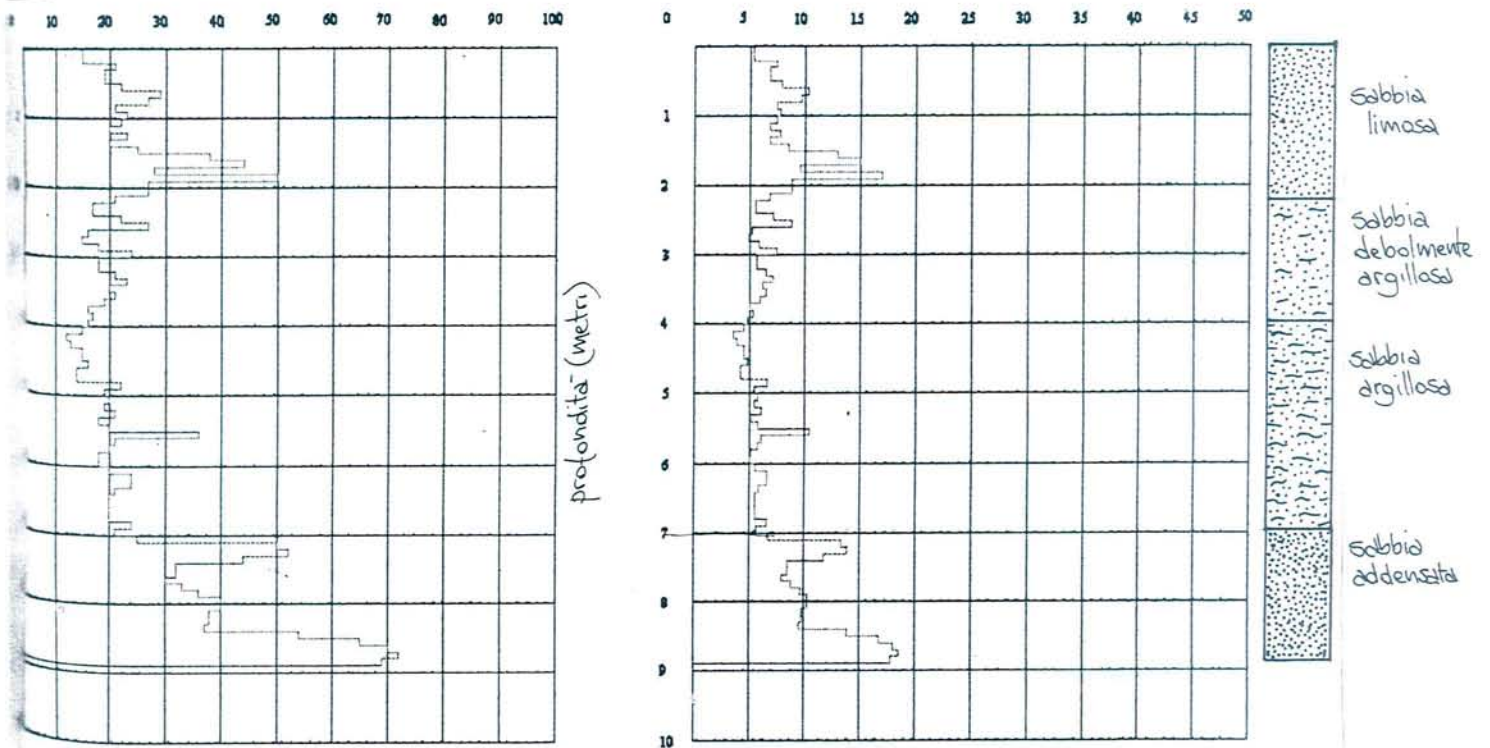 10 20 30 40 50 60 70 80 90 100
0 5 10 15 20 25 30 35 40 45 50
1
2
3
4
5
6
7
8
9
10
profondità (metri)
sabbia
limosa
sabbia
debolmente
argillosa
sabbia
argillosa
sabbia
addensata